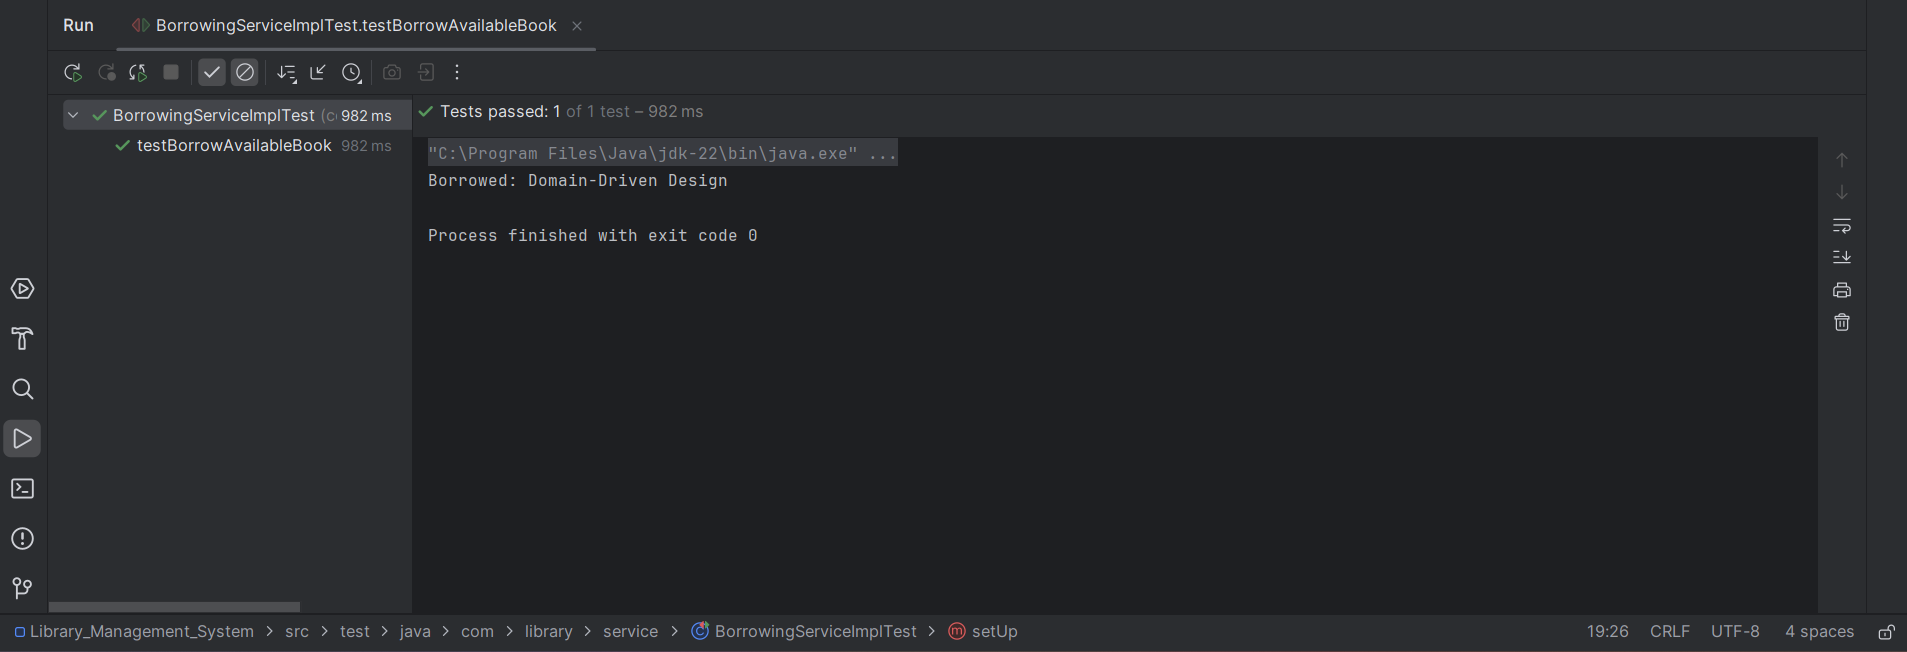 Run BorrowingServiceImplTest.testBorrowAvailableBook
BorrowingServiceImplTest (c 982 ms
testBorrowAvailableBook 982 ms
Tests passed: 1 of 1 test – 982 ms
"C:\Program Files\Java\jdk-22\bin\java.exe" ...
Borrowed: Domain-Driven Design
Process finished with exit code 0
Library_Management_System > src > test > java > com > library > service > BorrowingServiceImplTest > m setUp 19:26 CRLF UTF-8 4 spaces